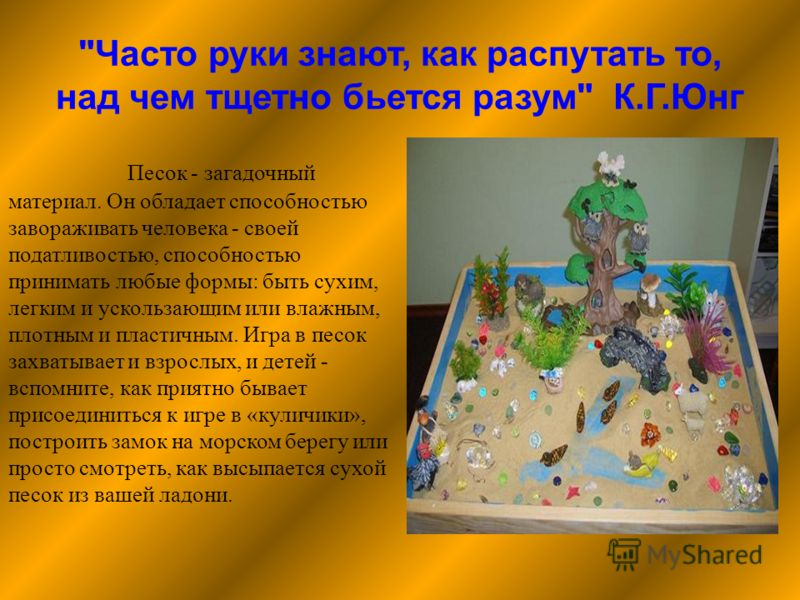 "Часто руки знают, как распутать то,
над чем тщетно бьется разум" К.Г.Юнг
Песок - загадочный
материал. Он обладает способностью
завораживать человека - своей
податливостью, способностью
принимать любые формы: быть сухим,
легким и ускользающим или влажным,
плотным и пластичным. Игра в песок
захватывает и взрослых, и детей -
вспомните, как приятно бывает
присоединиться к игре в «куличики»,
построить замок на морском берегу или
просто смотреть, как высыпается сухой
песок из вашей ладони.
MyShared